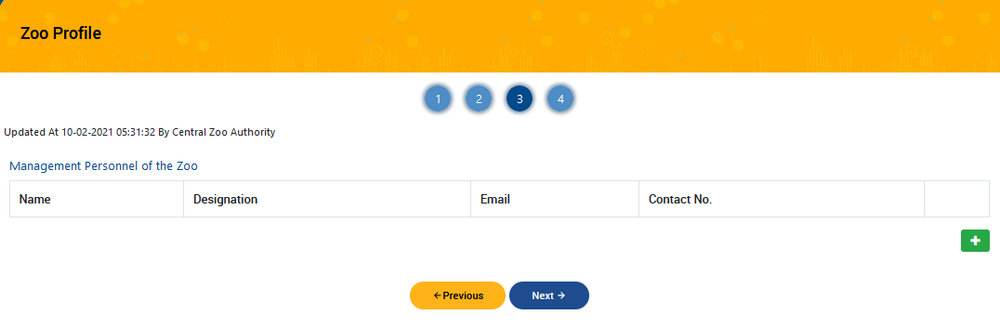 Zoo Profile
1 2 3 4
Updated At 10-02-2021 05:31:32 By Central Zoo Authority
Management Personnel of the Zoo
Name Designation Email Contact No.
+
←Previous Next →